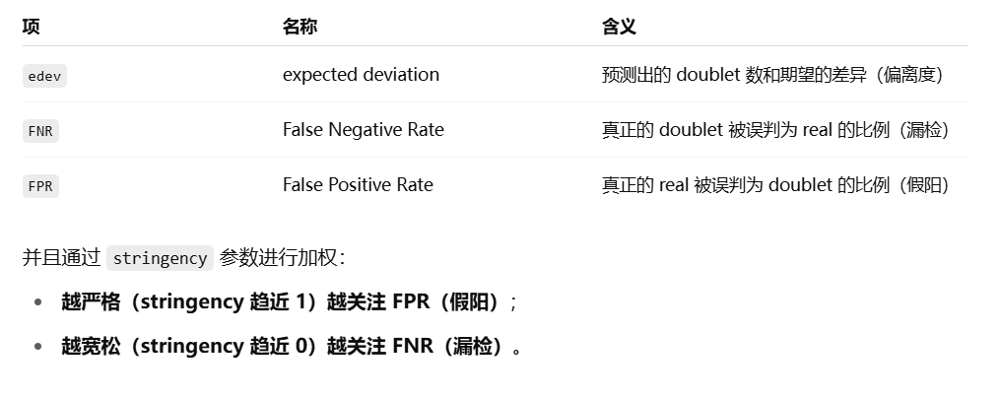 项 名称 含义
edev expected deviation 预测出的 doublet 数和期望的差异（偏离度）
FNR False Negative Rate 真正的 doublet 被误判为 real 的比例（漏检）
FPR False Positive Rate 真正的 real 被误判为 doublet 的比例（假阳）
并且通过 stringency 参数进行加权：
• 越严格（stringency 趋近 1）越关注 FPR（假阳）；
• 越宽松（stringency 趋近 0）越关注 FNR（漏检）。